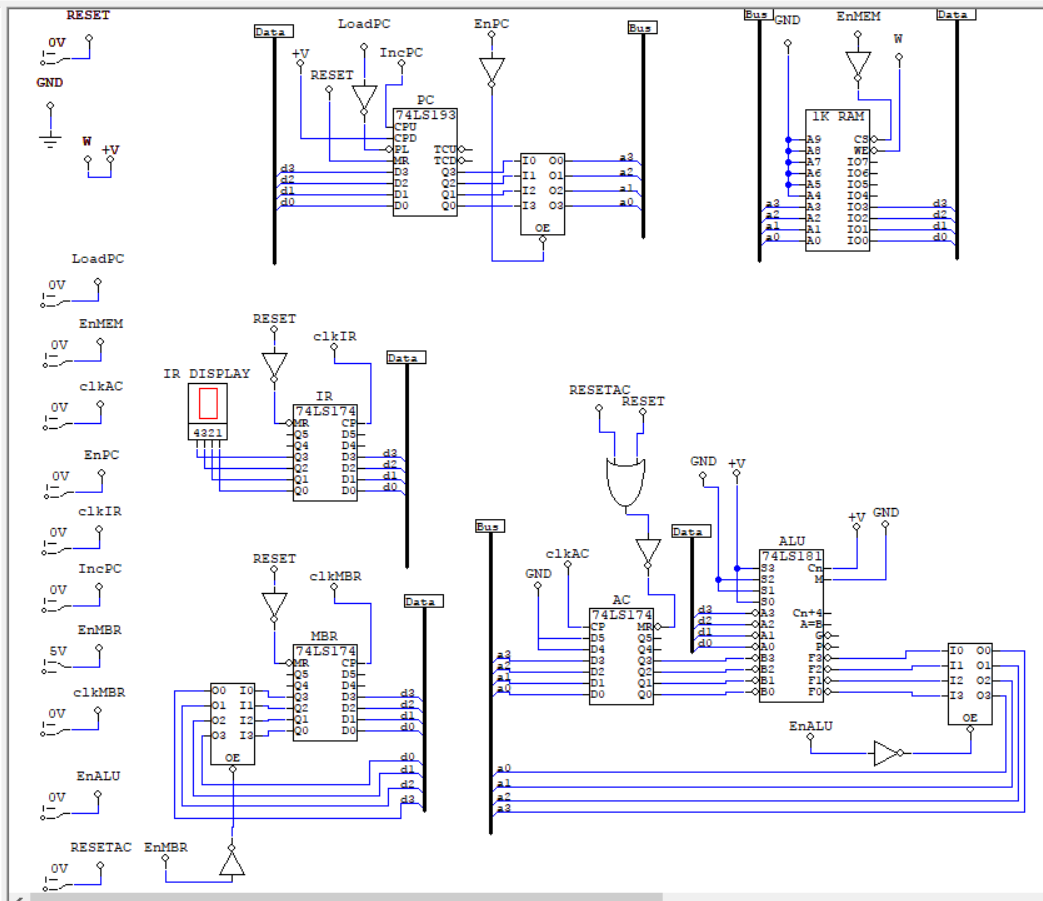 RESET
0V
GND
W +V
LoadPC
0V
EnMEM
0V
clkAC
0V
EnPC
0V
clkIR
0V
IncPC
0V
EnMBR
5V
clkMBR
0V
EnALU
0V
RESETAC
0V
Data
+V
RESET
LoadPC
IncPC
EnPC
Bus
PC
74LS193
CPU
CPD
PL TCU
MR TCD
D3 Q3
D2 Q2
D1 Q1
D0 Q0
d3
d2
d1
d0
I0 O0
I1 O1
I2 O2
I3 O3
OE
a3
a2
a1
a0
Bus
GND
EnMEM
W
Data
1K RAM
A9 CS
A8 WE
A7 IO7
A6 IO6
A5 IO5
A4 IO4
A3 IO3
A2 IO2
A1 IO1
A0 IO0
a3
a2
a1
a0
d3
d2
d1
d0
RESET
clkIR
Data
IR DISPLAY
4321
IR
74LS174
MR CP
Q5 D5
Q4 D4
Q3 D3
Q2 D2
Q1 D1
Q0 D0
d3
d2
d1
d0
RESET
clkMBR
Data
MBR
74LS174
MR CP
Q5 D5
Q4 D4
Q3 D3
Q2 D2
Q1 D1
Q0 D0
d3
d2
d1
d0
O0 I0
O1 I1
O2 I2
O3 I3
OE
d0
d1
d2
d3
EnMBR
RESETAC
RESET
Bus
clkAC
GND
Data
AC
74LS174
CP MR
D5 Q5
D4 Q4
D3 Q3
D2 Q2
D1 Q1
D0 Q0
a3
a2
a1
a0
GND
+V
ALU
74LS181
+V
GND
S3 Cn
S2 M
S1
S0
A3 Cn+4
A2 A=B
A1 G
A0 P
B3 F3
B2 F2
B1 F1
B0 F0
d3
d2
d1
d0
I0 O0
I1 O1
I2 O2
I3 O3
OE
EnALU
a0
a1
a2
a3